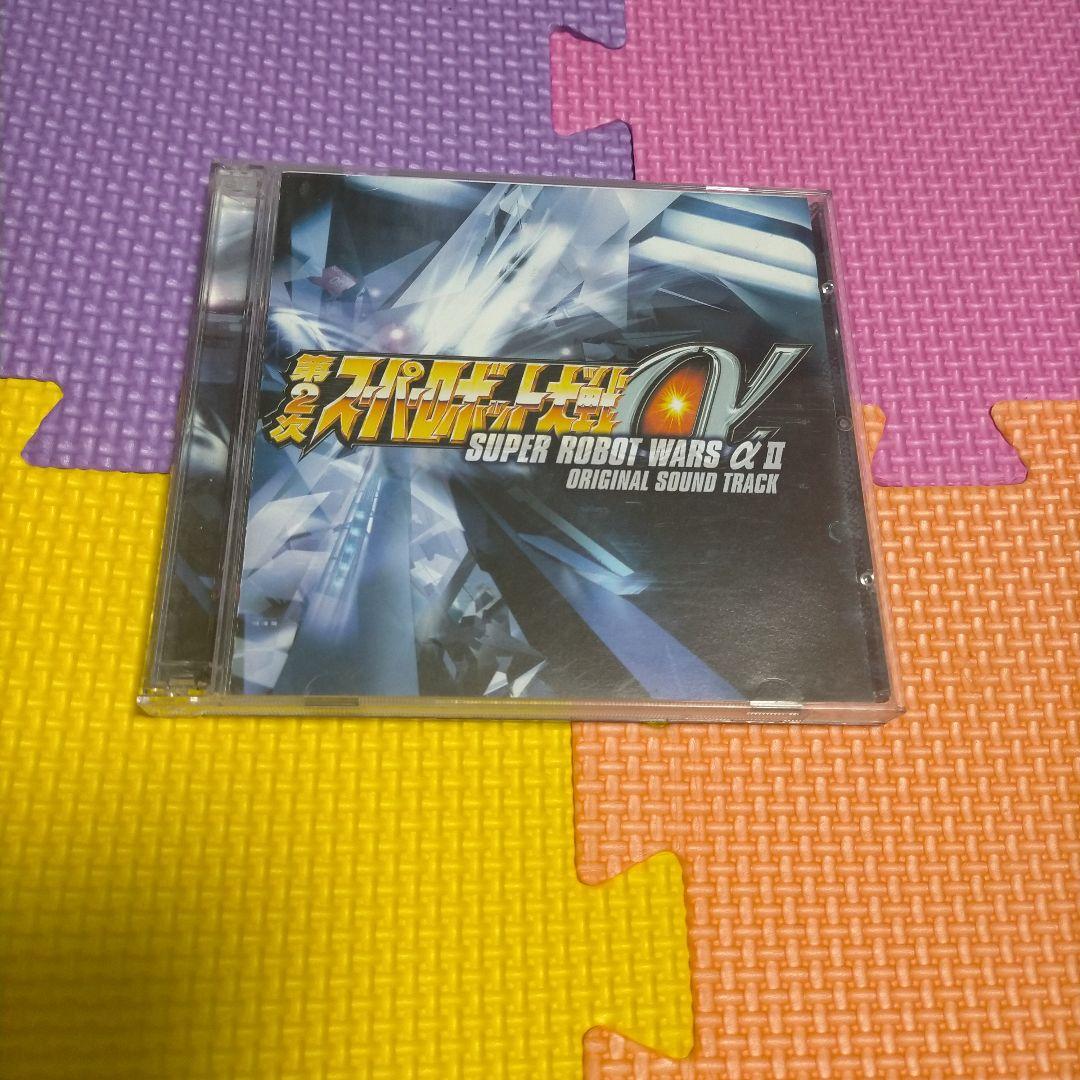 第2次スーパーロボット大戦α
SUPER ROBOT WARS α II
ORIGINAL SOUND TRACK